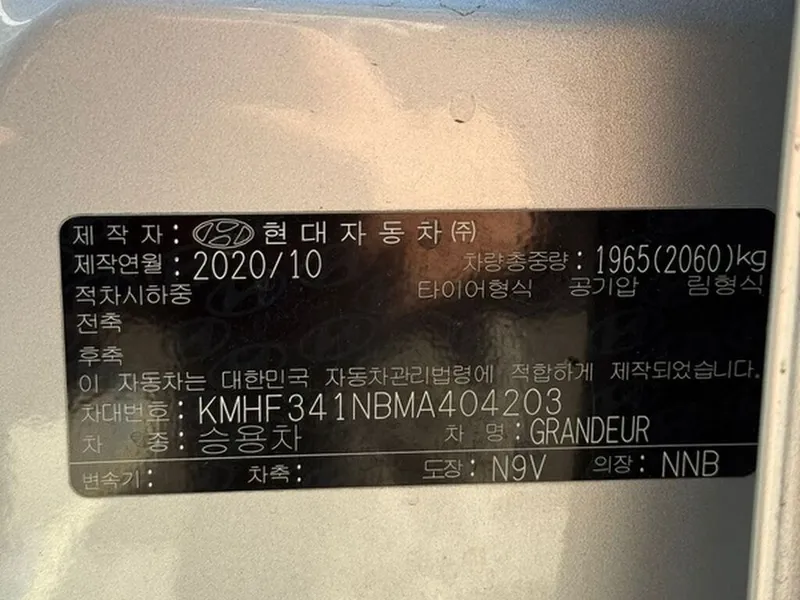 제작자: 현대자동차(주)
제작연월: 2020/10 차량총중량: 1965(2060)kg
적차시하중 타이어형식 공기압 림형식
전축
후축
이 자동차는 대한민국 자동차관리법령에 적합하게 제작되었습니다.
차대번호: KMHF341NBMA404203
차 종: 승용차 차 명: GRANDEUR
변속기: 차축: 도장: N9V 의장: NNB